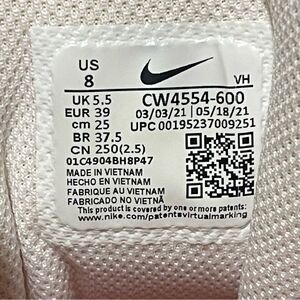 US
8
VH
UK 5.5
EUR 39
cm 25
BR 37.5
CN 250(2.5)
CW4554-600
03/03/21 | 05/18/21
UPC 00195237009251
01C4904BH8P47
MADE IN VIETNAM
HECHO EN VIETNAM
FABRIQUE AU VIETNAM
FABRICADO NO VIETNÃ
This product is covered by one or more patents:
www.nike.com/patentsvirtualmarking